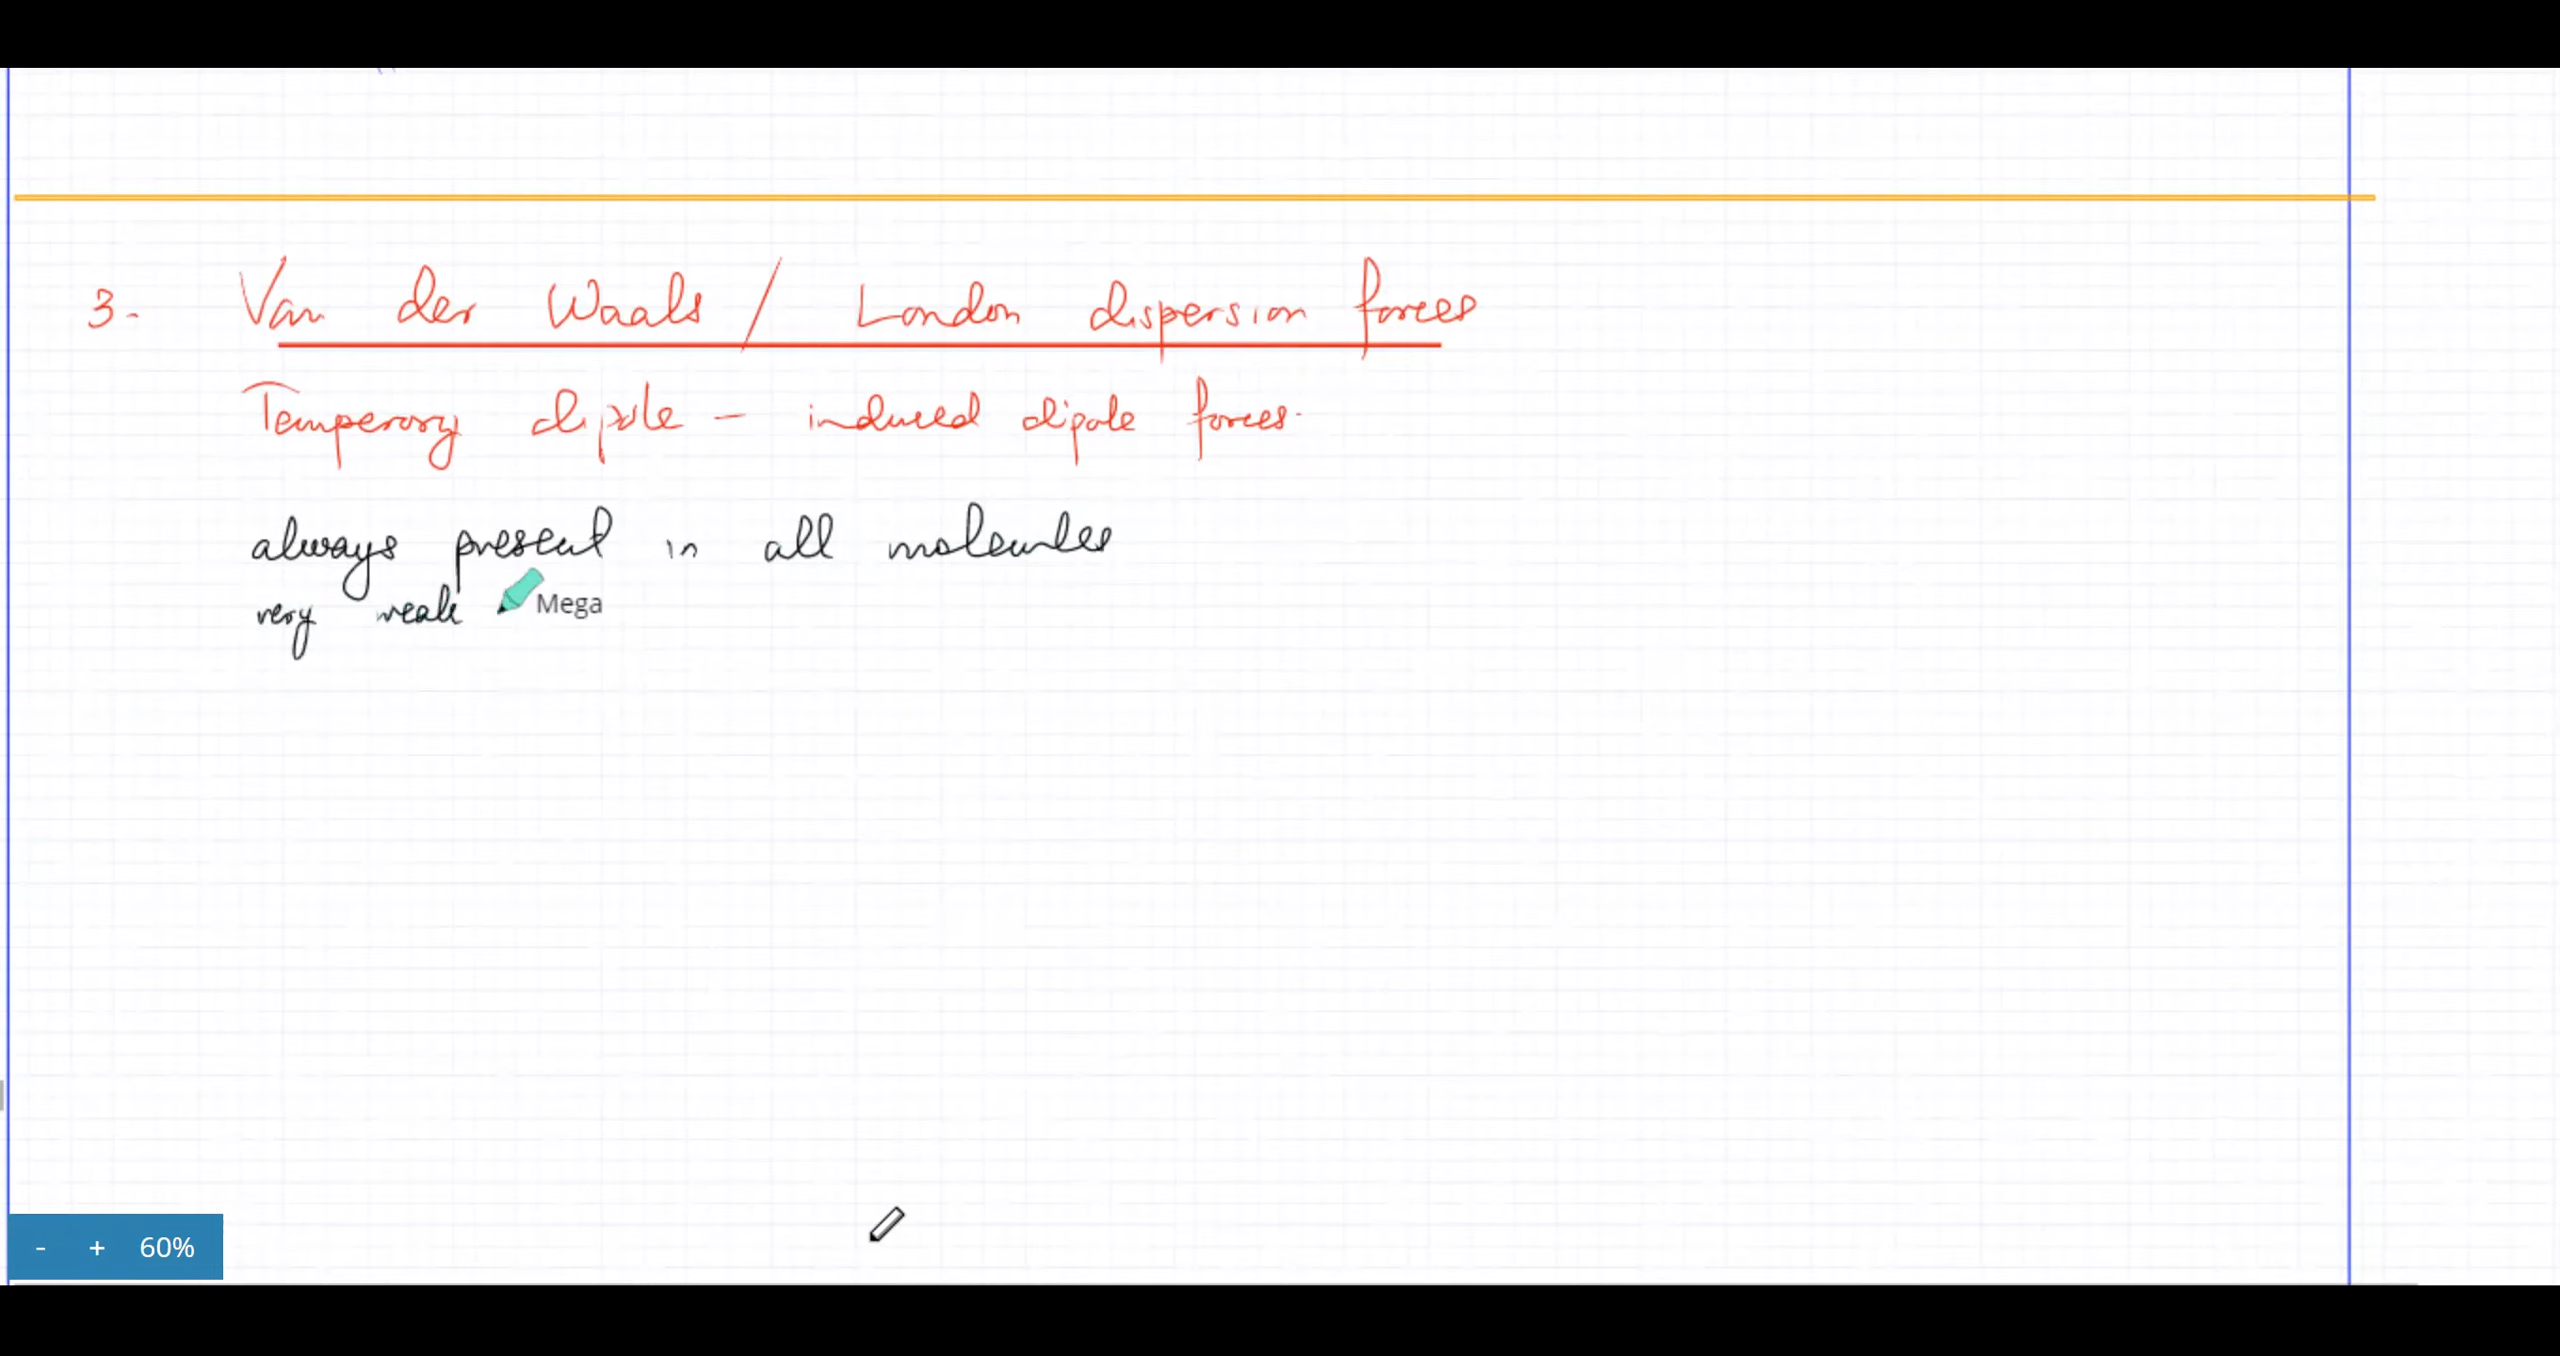 3. Van der Waals / London dispersion forces
Temperory dipole - induced dipole forces.
always present in all molecules
very weak
Mega
- + 60%